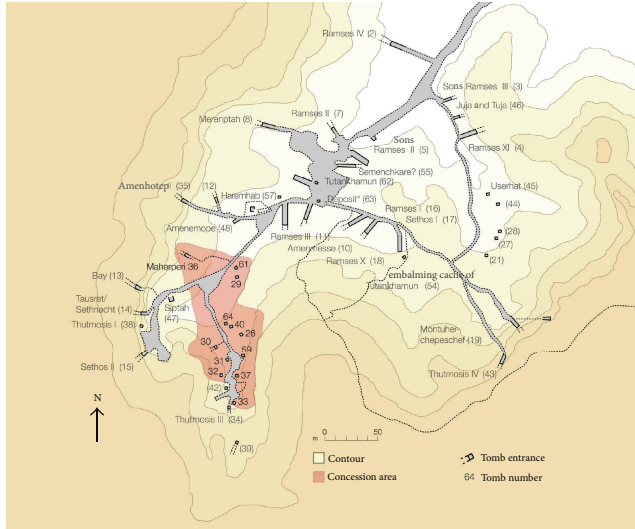 Ramses IV (2)
Sons Ramses III (3)
Juja and Tuja (46)
Ramses II (7)
Merenptah (8)
Sons
Ramses II (5)
Ramses XI (4)
Semenchkare? (55)
Tutankhamun (62)
Userhat (45)
Amenhotep II (35)
(12)
Haremhab (57)
Deposit“ (63)
(44)
Ramses I (16)
Sethos I (17)
Amenemope (48)
(28)
Ramses III (11)
(27)
Amenmesse (10)
Ramses X (18)
(21)
Maherperi 36
61
29
embalming cache of
Tutankhamun (54)
Bay (13)
Tausret/
Sethnacht (14)
Siptah
(47)
Thutmosis I (38)
64
40
26
Montuher-
chepeschef (19)
30
59
31
Sethos II (15)
32
37
Thutmosis IV (43)
(42)
33
N
Thutmosis III (34)
(39)
0
50
m
Contour
Concession area
Tomb entrance
64 Tomb number